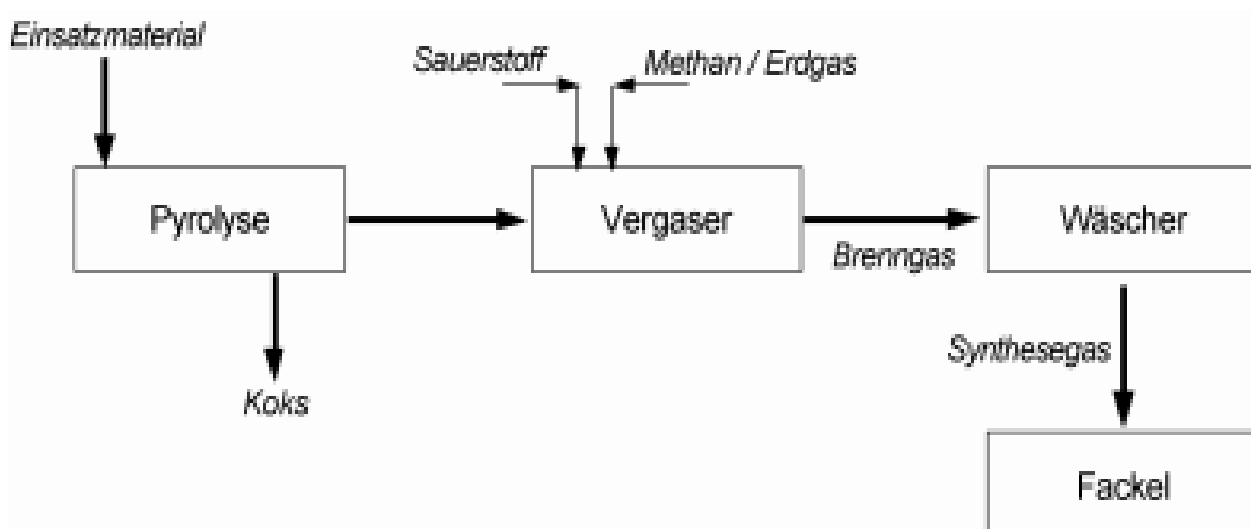 Einsatzmaterial
Sauerstoff
Methan / Erdgas
Pyrolyse
Vergaser
Wäscher
Brenngas
Synthesegas
Koks
Fackel